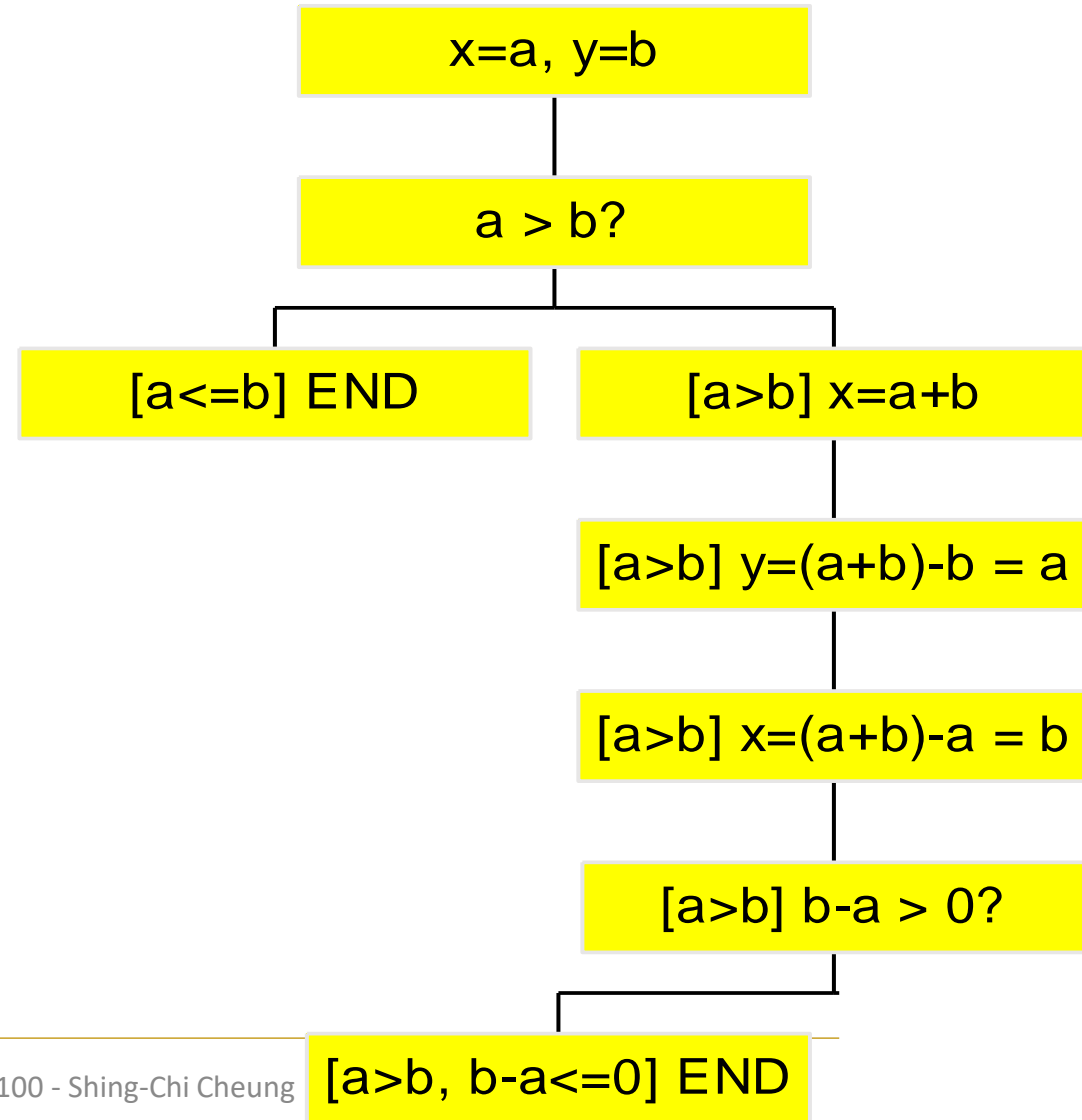 x=a, y=b
a > b?
[a<=b] END
[a>b] x=a+b
[a>b] y=(a+b)-b = a
[a>b] x=(a+b)-a = b
[a>b] b-a > 0?
[a>b, b-a<=0] END
100 - Shing-Chi Cheung